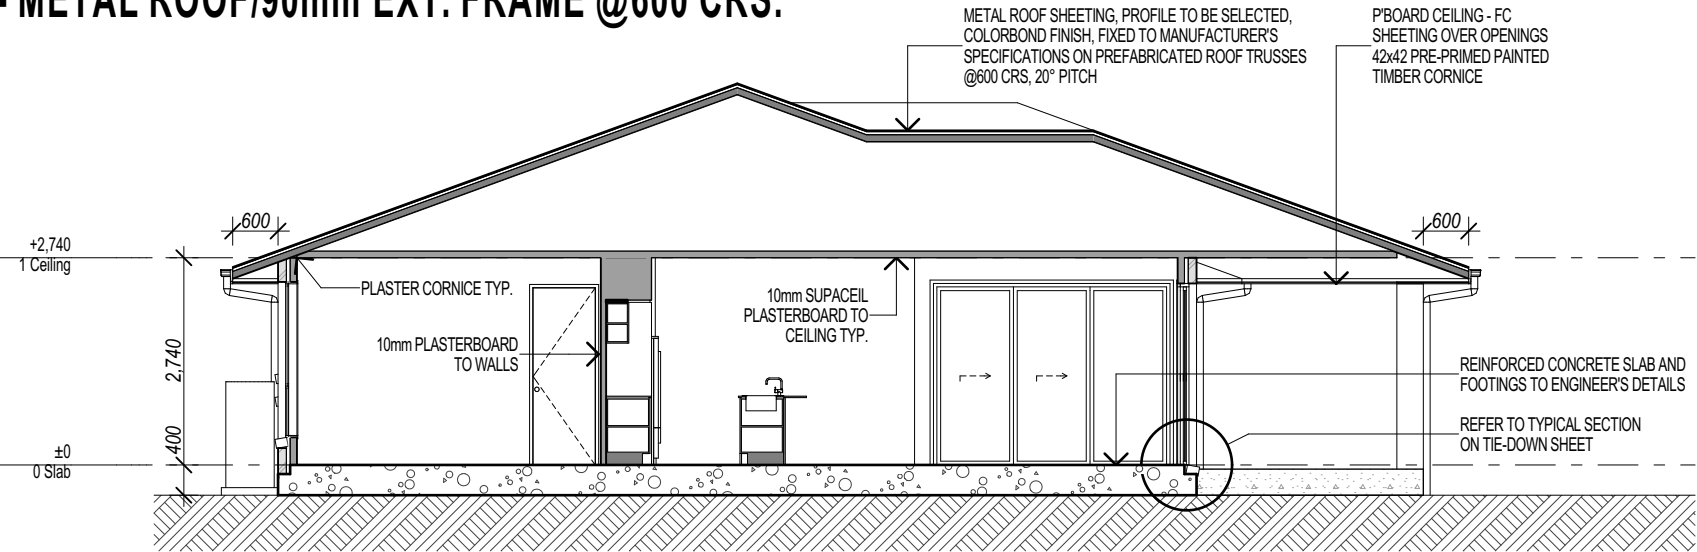 - METAL ROOF/90mm EXT. FRAME @600 CRS.
METAL ROOF SHEETING, PROFILE TO BE SELECTED,
COLORBOND FINISH, FIXED TO MANUFACTURER'S
SPECIFICATIONS ON PREFABRICATED ROOF TRUSSES
@600 CRS, 20° PITCH
P'BOARD CEILING - FC
SHEETING OVER OPENINGS
42x42 PRE-PRIMED PAINTED
TIMBER CORNICE
600
600
+2,740
1 Ceiling
PLASTER CORNICE TYP.
10mm SUPACEIL
PLASTERBOARD TO
CEILING TYP.
10mm PLASTERBOARD
TO WALLS
2,740
REINFORCED CONCRETE SLAB AND
FOOTINGS TO ENGINEER'S DETAILS
REFER TO TYPICAL SECTION
ON TIE-DOWN SHEET
400
±0
0 Slab